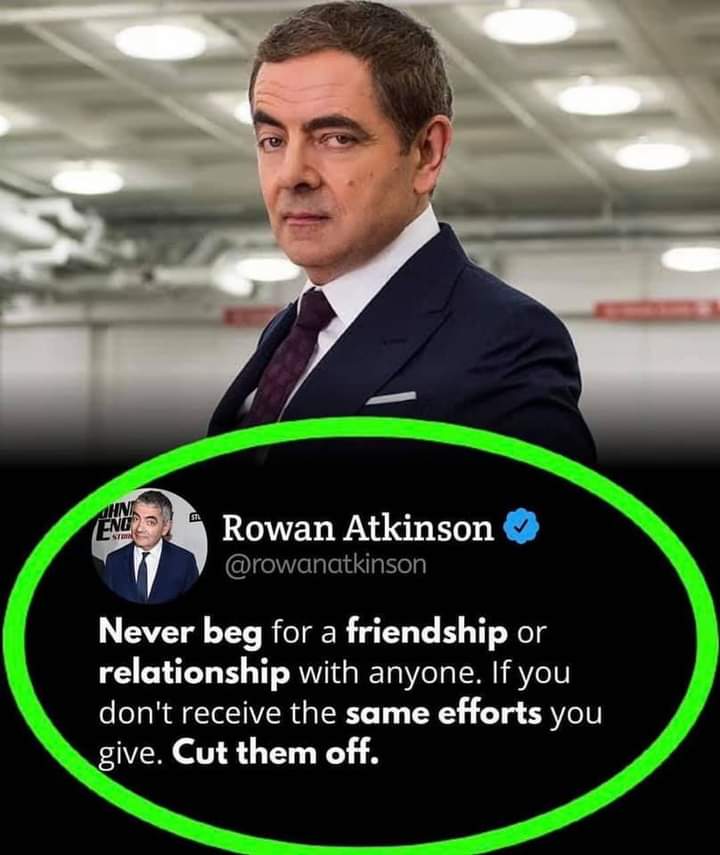 Rowan Atkinson
@rowanatkinson
Never beg for a friendship or
relationship with anyone. If you
don't receive the same efforts you
give. Cut them off.